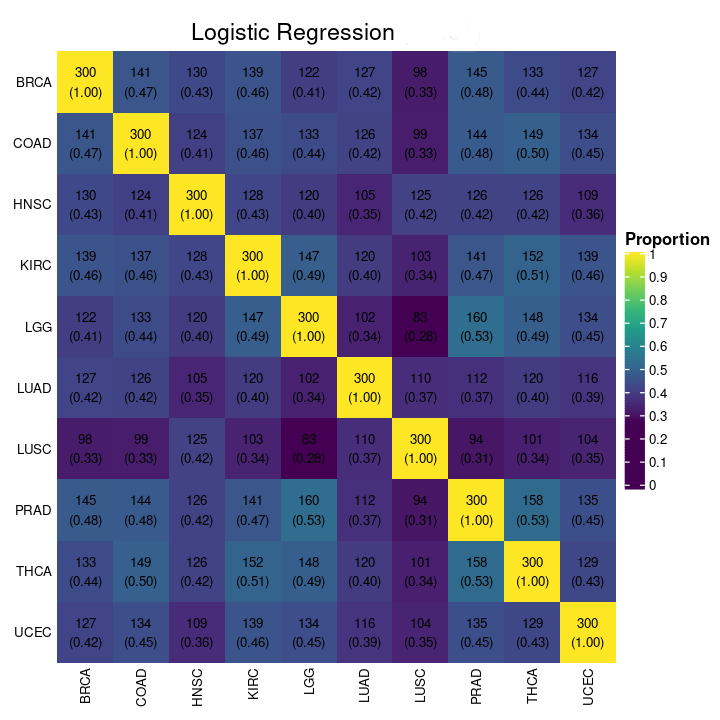 Logistic Regression
BRCA 300 141 130 139 122 127 98 145 133 127
(1.00) (0.47) (0.43) (0.46) (0.41) (0.42) (0.33) (0.48) (0.44) (0.42)
COAD 141 300 124 137 133 126 99 144 149 134
(0.47) (1.00) (0.41) (0.46) (0.44) (0.42) (0.33) (0.48) (0.50) (0.45)
HNSC 130 124 300 128 120 105 125 126 126 109
(0.43) (0.41) (1.00) (0.43) (0.40) (0.35) (0.42) (0.42) (0.42) (0.36)
KIRC 139 137 128 300 147 120 103 141 152 139
(0.46) (0.46) (0.43) (1.00) (0.49) (0.40) (0.34) (0.47) (0.51) (0.46)
LGG 122 133 120 147 300 102 83 160 148 134
(0.41) (0.44) (0.40) (0.49) (1.00) (0.34) (0.28) (0.53) (0.49) (0.45)
LUAD 127 126 105 120 102 300 110 112 120 116
(0.42) (0.42) (0.35) (0.40) (0.34) (1.00) (0.37) (0.37) (0.40) (0.39)
LUSC 98 99 125 103 83 110 300 94 101 104
(0.33) (0.33) (0.42) (0.34) (0.28) (0.37) (1.00) (0.31) (0.34) (0.35)
PRAD 145 144 126 141 160 112 94 300 158 135
(0.48) (0.48) (0.42) (0.47) (0.53) (0.37) (0.31) (1.00) (0.53) (0.45)
THCA 133 149 126 152 148 120 101 158 300 129
(0.44) (0.50) (0.42) (0.51) (0.49) (0.40) (0.34) (0.53) (1.00) (0.43)
UCEC 127 134 109 139 134 116 104 135 129 300
(0.42) (0.45) (0.36) (0.46) (0.45) (0.39) (0.35) (0.45) (0.43) (1.00)
BRCA COAD HNSC KIRC LGG LUAD LUSC PRAD THCA UCEC
Proportion
1
0.9
0.8
0.7
0.6
0.5
0.4
0.3
0.2
0.1
0